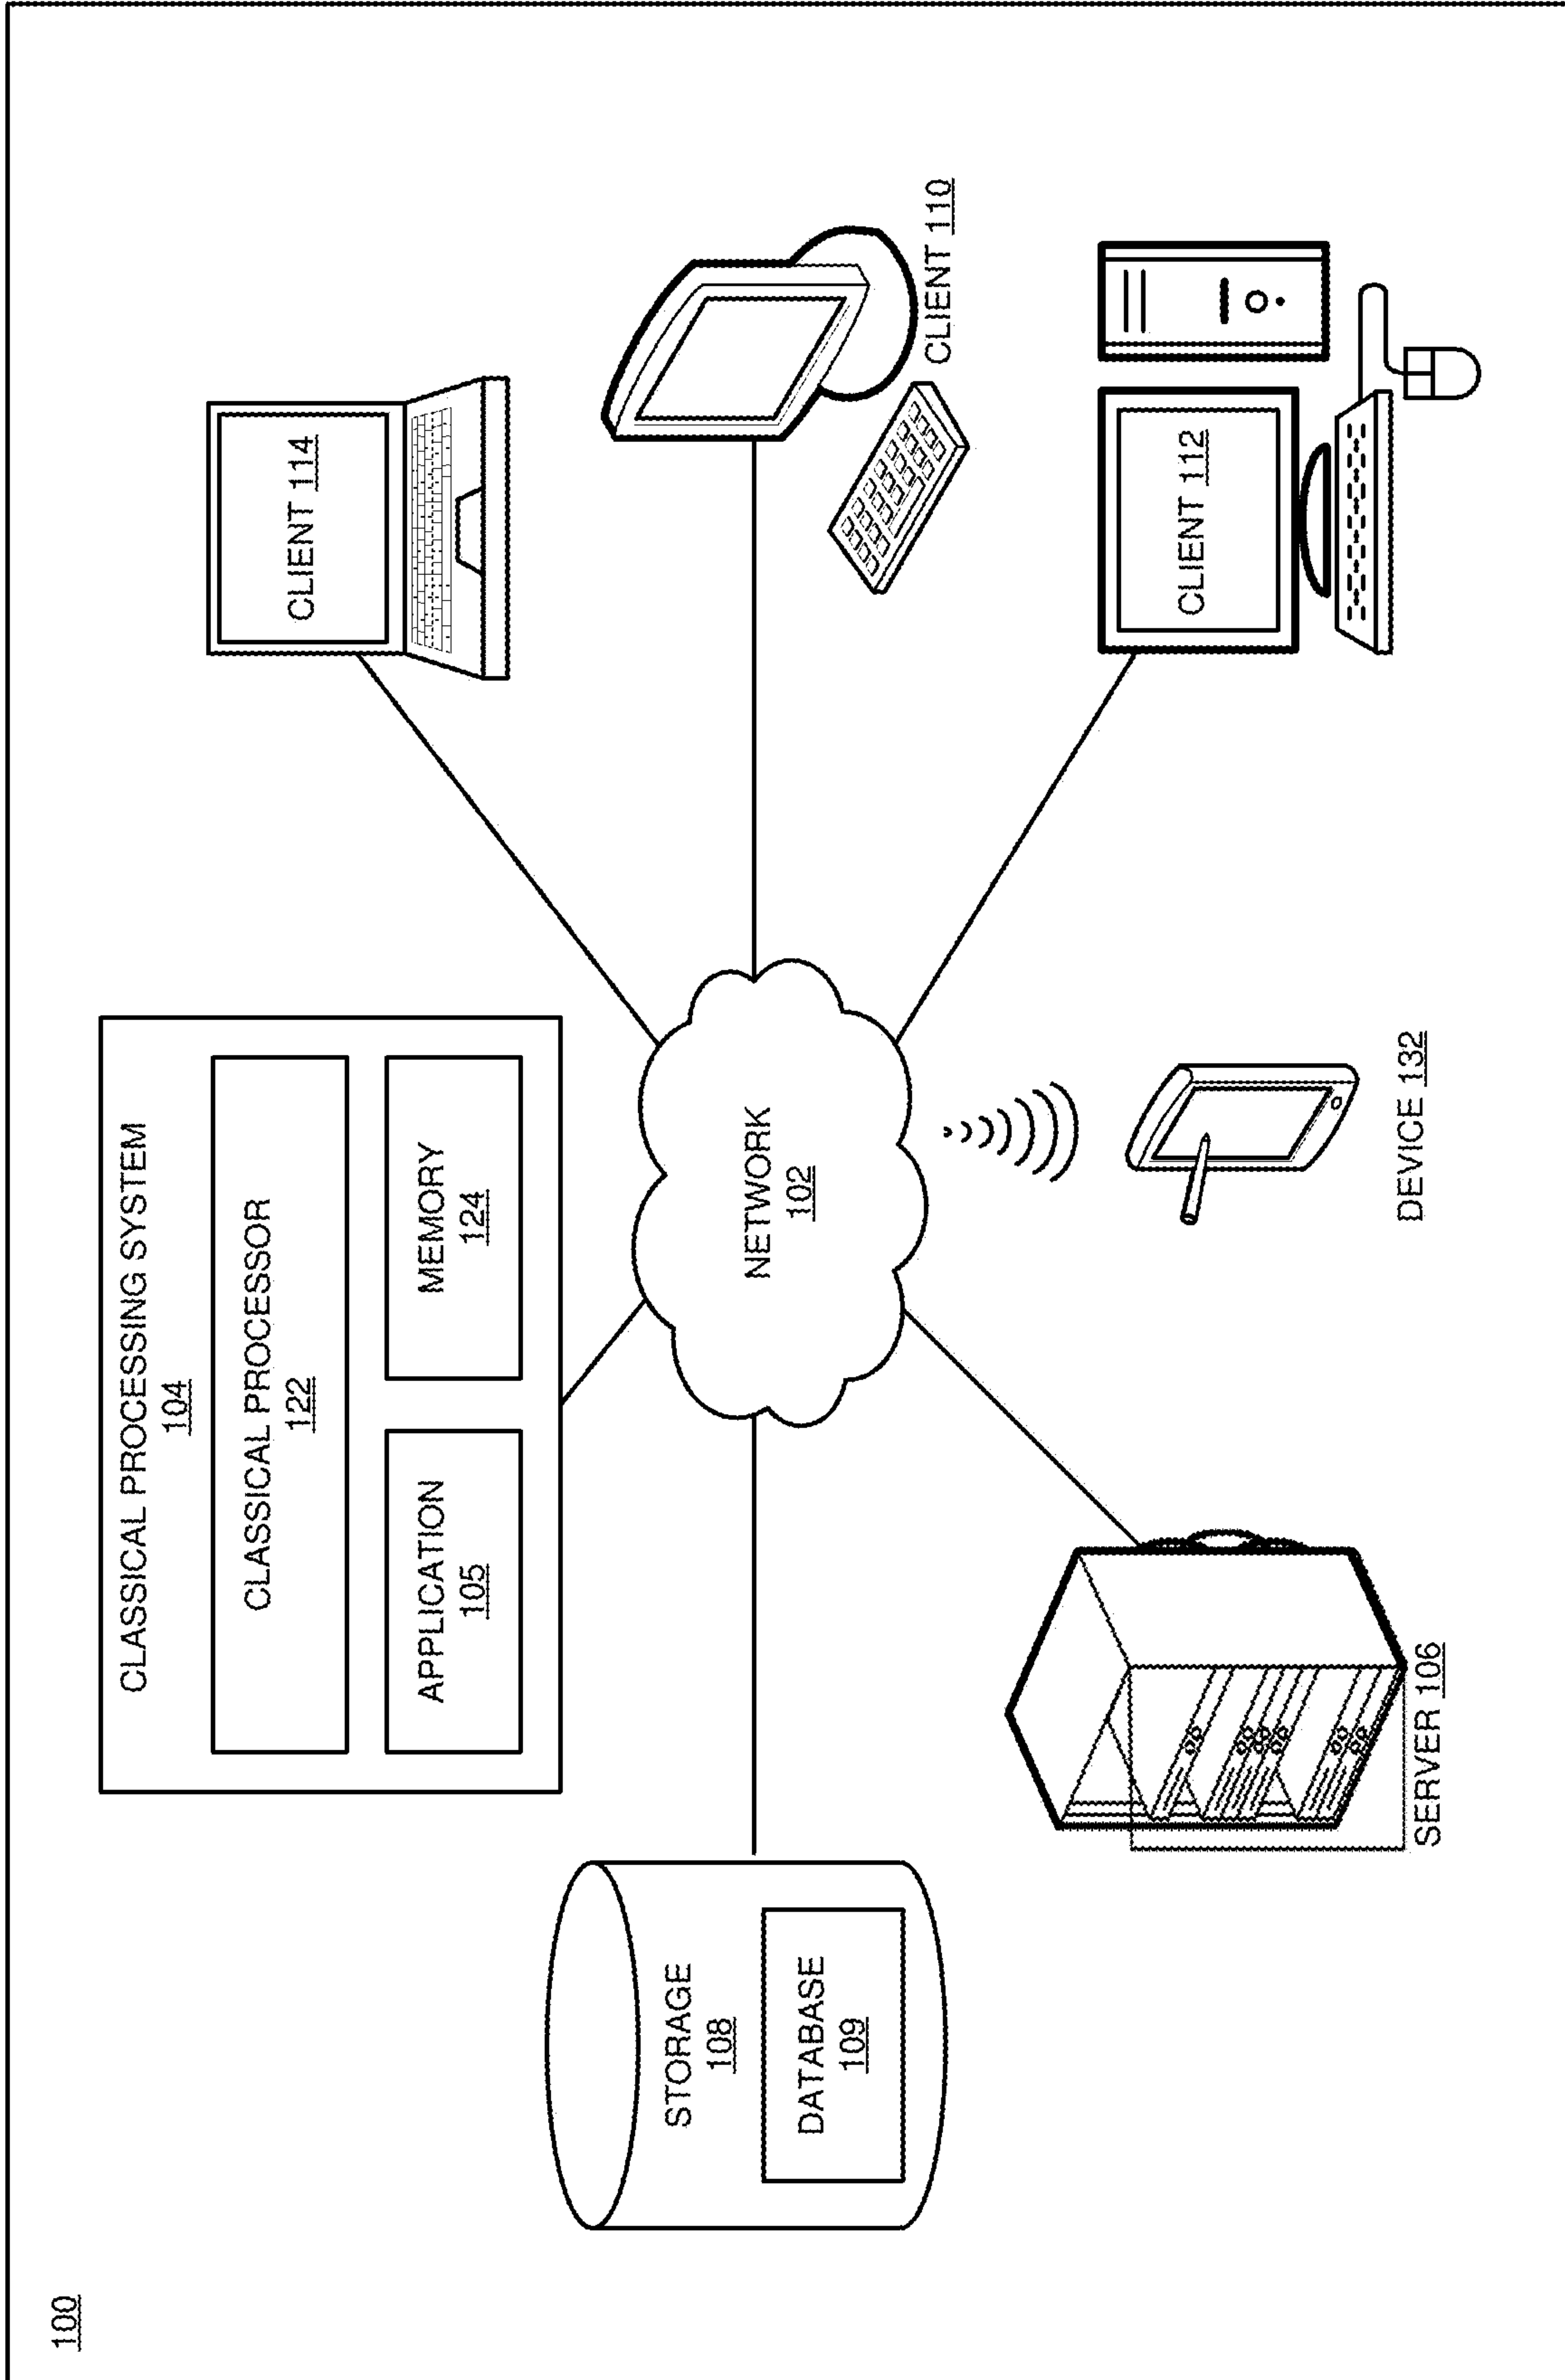 100
CLASSICAL PROCESSING SYSTEM
104
CLASSICAL PROCESSOR
122
APPLICATION
105
MEMORY
124
CLIENT 114
STORAGE
108
DATABASE
109
NETWORK
102
CLIENT 110
SERVER 106
DEVICE 132
CLIENT 112